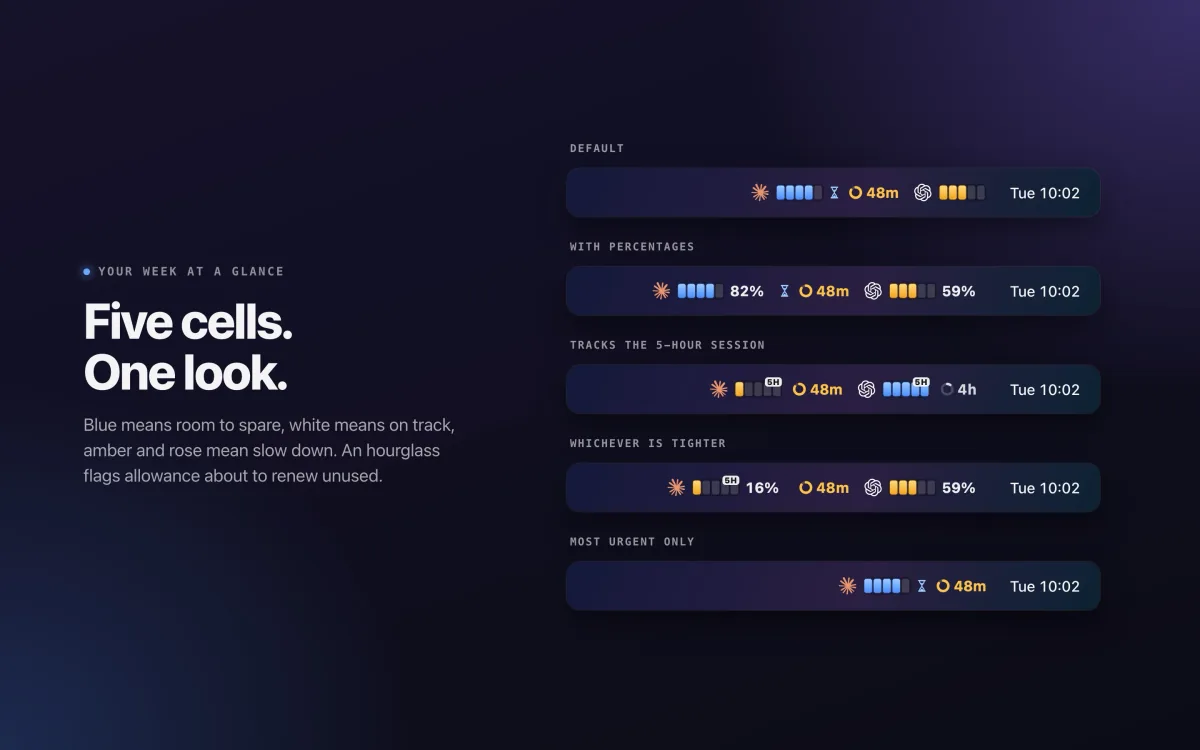 YOUR WEEK AT A GLANCE
Five cells.
One look.
Blue means room to spare, white means on track,
amber and rose mean slow down. An hourglass
flags allowance about to renew unused.
DEFAULT
48m Tue 10:02
WITH PERCENTAGES
82% 48m 59% Tue 10:02
TRACKS THE 5-HOUR SESSION
5H 48m 5H 4h Tue 10:02
WHICHEVER IS TIGHTER
5H 16% 48m 59% Tue 10:02
MOST URGENT ONLY
48m Tue 10:02